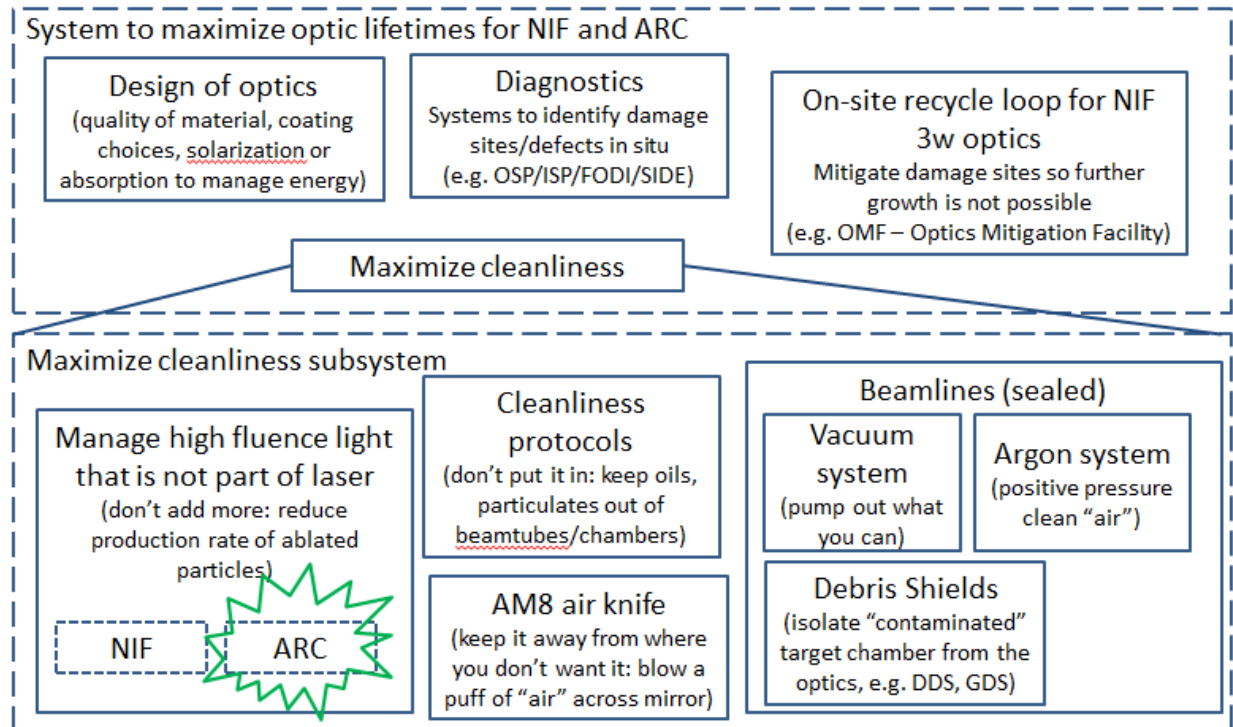 System to maximize optic lifetimes for NIF and ARC
Design of optics
(quality of material, coating
choices, solarization or
absorption to manage energy)
Diagnostics
Systems to identify damage
sites/defects in situ
(e.g. OSP/ISP/FODI/SIDE)
On-site recycle loop for NIF
3w optics
Mitigate damage sites so further
growth is not possible
(e.g. OMF – Optics Mitigation Facility)
Maximize cleanliness
Maximize cleanliness subsystem
Manage high fluence light
that is not part of laser
(don't add more: reduce
production rate of ablated
particles)
NIF
ARC
Cleanliness
protocols
(don't put it in: keep oils,
particulates out of
beamtubes/chambers)
AM8 air knife
(keep it away from where
you don't want it: blow a
puff of "air" across mirror)
Beamlines (sealed)
Vacuum
system
(pump out what
you can)
Argon system
(positive pressure
clean "air")
Debris Shields
(isolate "contaminated"
target chamber from the
optics, e.g. DDS, GDS)